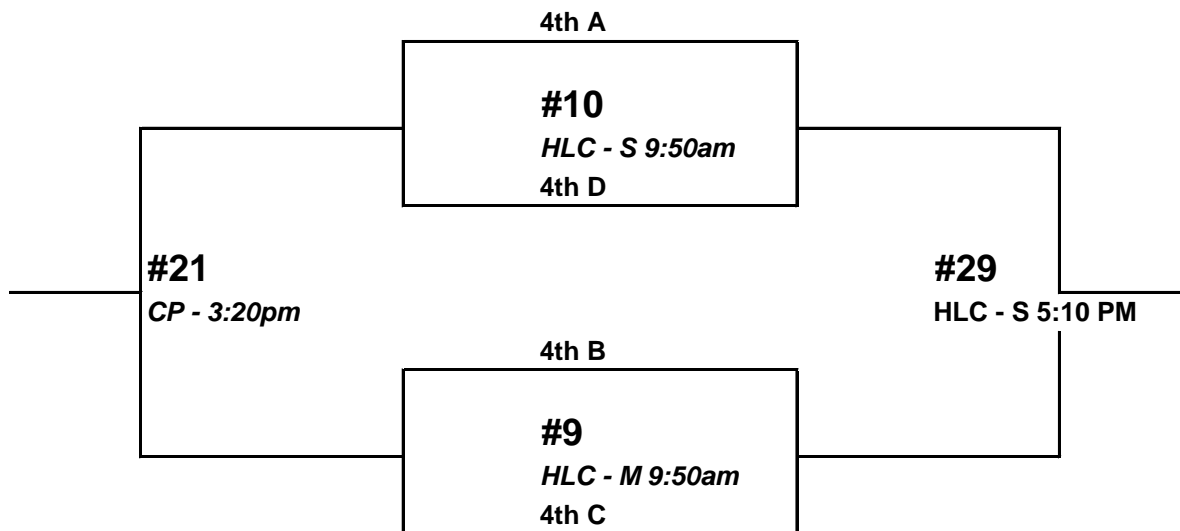 4th A
#10
HLC - S 9:50am
4th D
#21
CP - 3:20pm
#29
HLC - S 5:10 PM
4th B
#9
HLC - M 9:50am
4th C